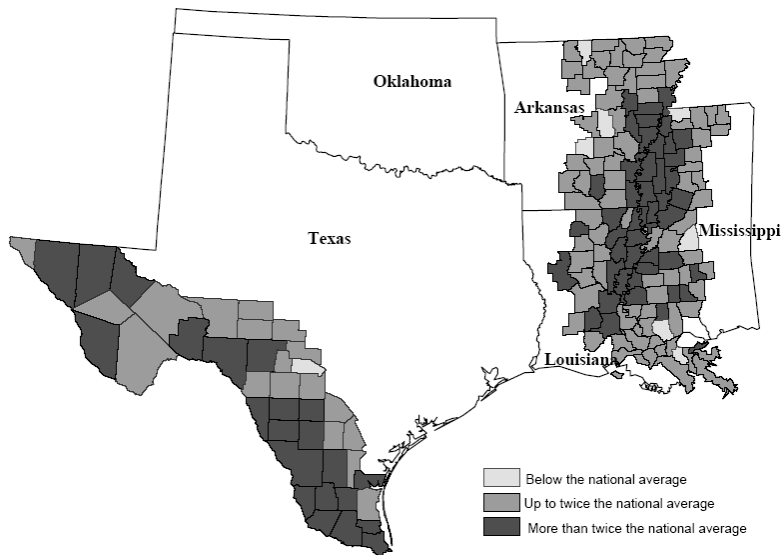 Oklahoma
Arkansas
Mississippi
Texas
Louisiana
Below the national average
Up to twice the national average
More than twice the national average